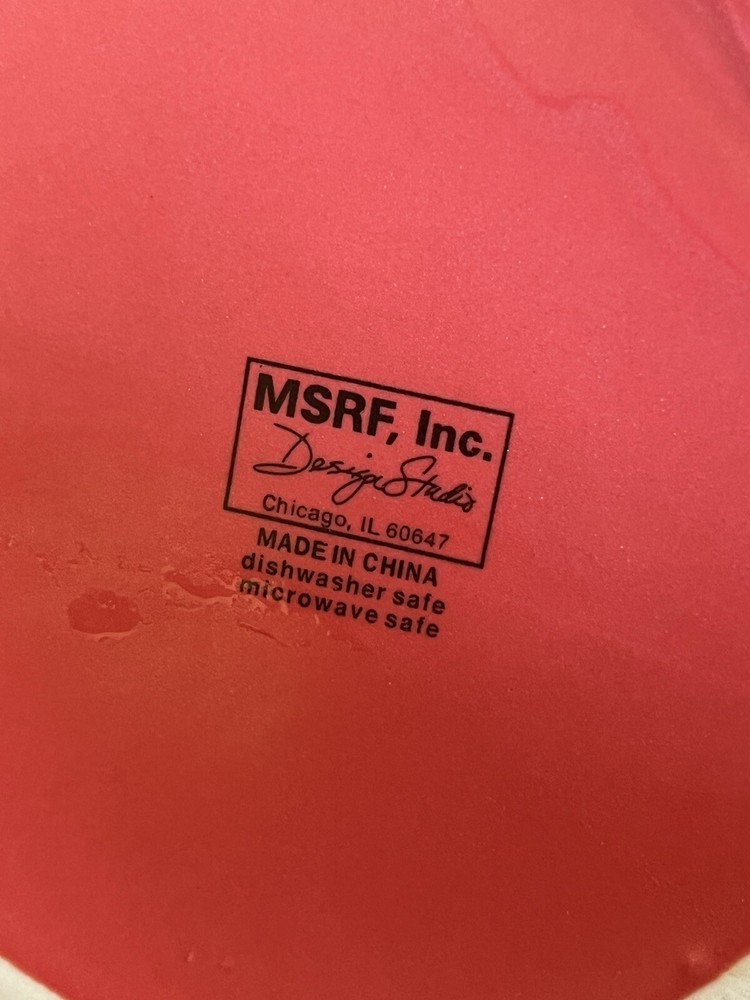 MSRF, Inc.
Design Studio
Chicago, IL 60647
MADE IN CHINA
dishwasher safe
microwave safe